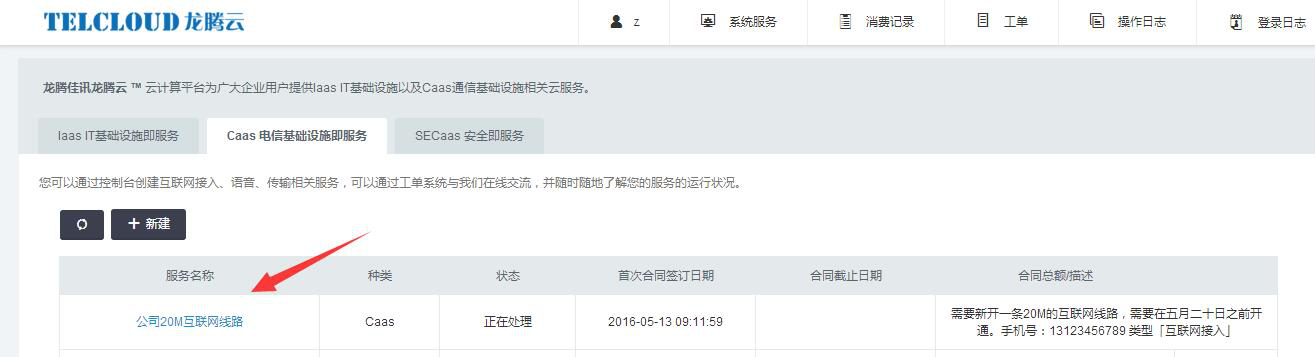 TELCLOUD 龙腾云
z 系统服务 消费记录 工单 操作日志 登录日志
龙腾佳讯龙腾云 ™ 云计算平台为广大企业用户提供Iaas IT基础设施以及Caas通信基础设施相关云服务。
Iaas IT基础设施即服务 Caas 电信基础设施即服务 SECaas 安全即服务
您可以通过控制台创建互联网接入、语音、传输相关服务，可以通过工单系统与我们在线交流，并随时随地了解您的服务的运行状况。
新建
服务名称 种类 状态 首次合同签订日期 合同截止日期 合同总额/描述
公司20M互联网线路 Caas 正在处理 2016-05-13 09:11:59 需要新开一条20M的互联网线路，需要在五月二十日之前开
通。手机号：13123456789 类型「互联网接入」